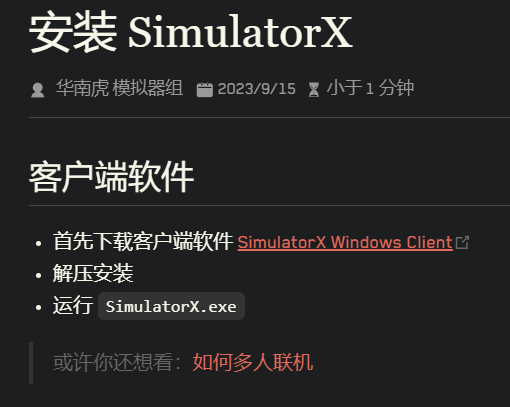 安装 SimulatorX
华南虎 模拟器组 2023/9/15 小于 1 分钟
客户端软件
首先下载客户端软件 SimulatorX Windows Client
解压安装
运行 SimulatorX.exe
或许你还想看：如何多人联机